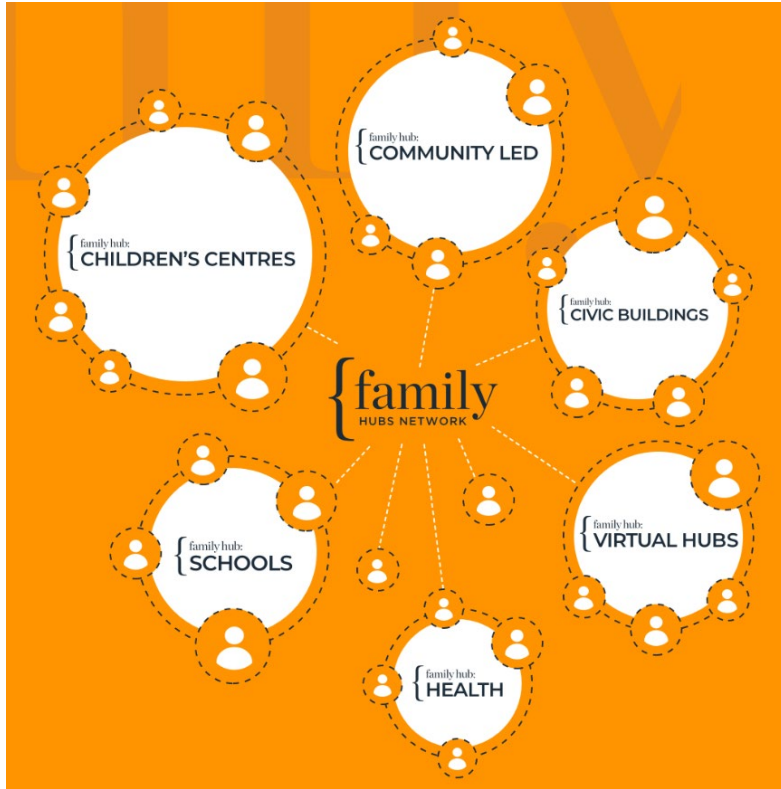 family hub:
COMMUNITY LED
family hub:
CHILDREN'S CENTRES
family hub:
CIVIC BUILDINGS
{family
HUBS NETWORK
family hub:
SCHOOLS
family hub:
VIRTUAL HUBS
family hub:
HEALTH